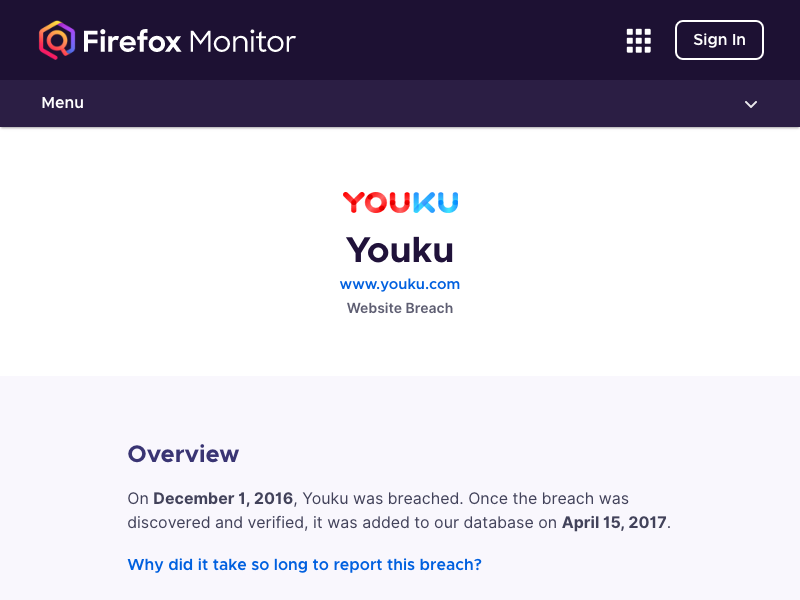 Firefox Monitor
Sign In
Menu
YOUKU
Youku
www.youku.com
Website Breach
Overview
On December 1, 2016, Youku was breached. Once the breach was
discovered and verified, it was added to our database on April 15, 2017.
Why did it take so long to report this breach?